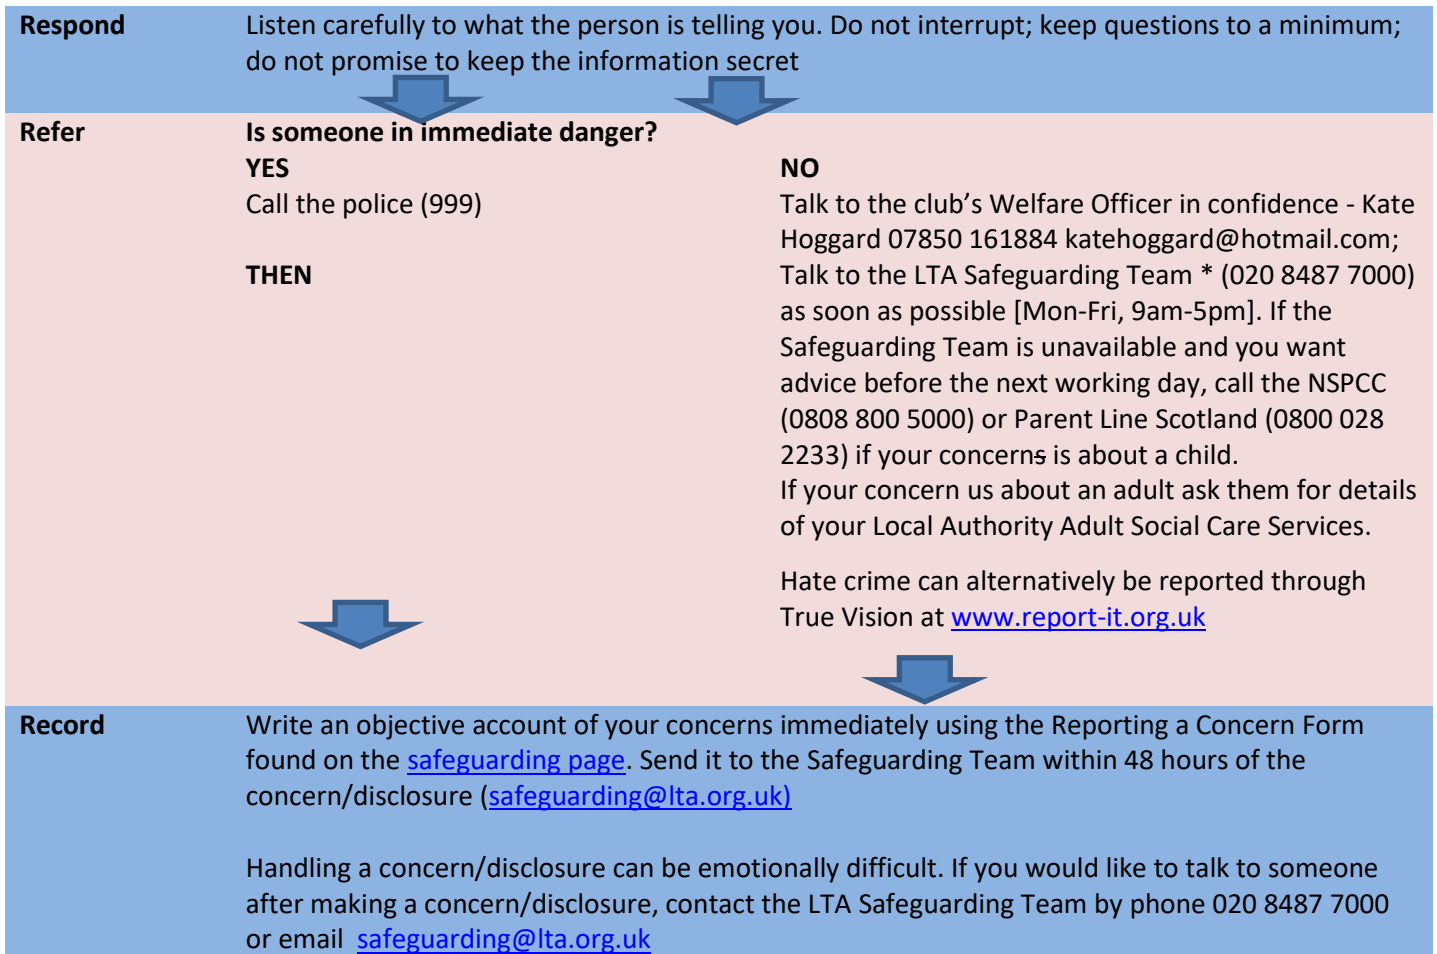 Respond
Listen carefully to what the person is telling you. Do not interrupt; keep questions to a minimum;
do not promise to keep the information secret
Refer
Is someone in immediate danger?
YES
Call the police (999)
THEN
NO
Talk to the club’s Welfare Officer in confidence - Kate
Hoggard 07850 161884 katehoggard@hotmail.com;
Talk to the LTA Safeguarding Team * (020 8487 7000)
as soon as possible [Mon-Fri, 9am-5pm]. If the
Safeguarding Team is unavailable and you want
advice before the next working day, call the NSPCC
(0808 800 5000) or Parent Line Scotland (0800 028
2233) if your concerns is about a child.
If your concern us about an adult ask them for details
of your Local Authority Adult Social Care Services.
Hate crime can alternatively be reported through
True Vision at www.report-it.org.uk
Record
Write an objective account of your concerns immediately using the Reporting a Concern Form
found on the safeguarding page. Send it to the Safeguarding Team within 48 hours of the
concern/disclosure (safeguarding@lta.org.uk)
Handling a concern/disclosure can be emotionally difficult. If you would like to talk to someone
after making a concern/disclosure, contact the LTA Safeguarding Team by phone 020 8487 7000
or email safeguarding@lta.org.uk